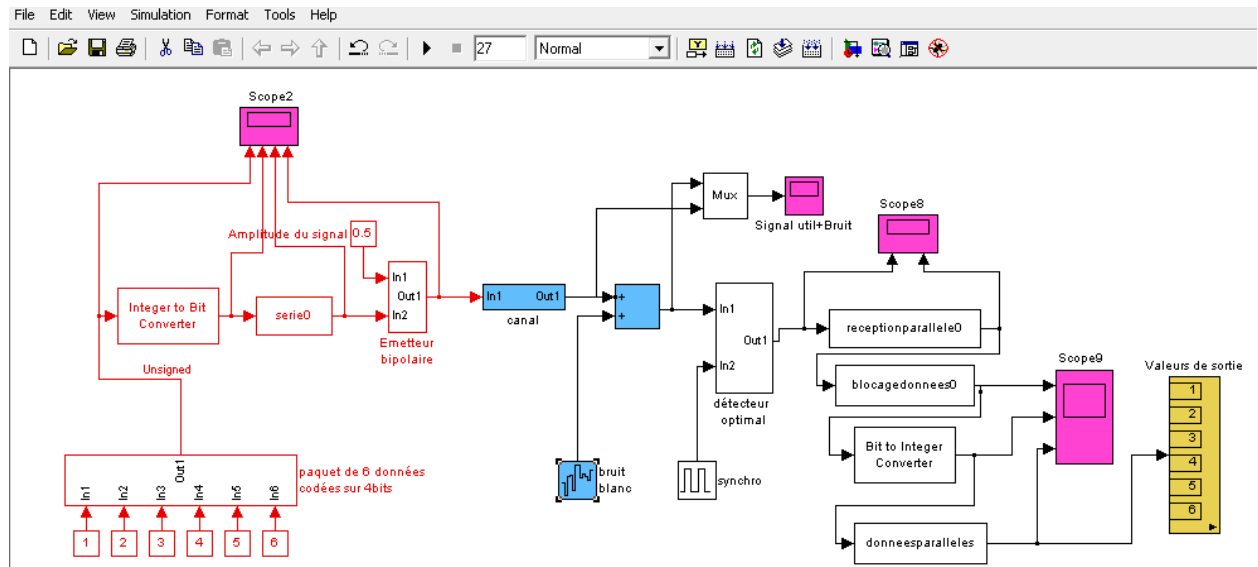 File Edit View Simulation Format Tools Help
27 Normal
Scope2
Amplitude du signal 0.5
Integer to Bit
Converter
serie0
In1
Out1
In2
Emetteur
bipolaire
In1 Out1
canal
+
+
Mux
Signal util+Bruit
Scope8
In1
Out1
In2
détecteur
optimal
receptionparallele0
blocagedonnees0
Bit to Integer
Converter
donneesparalleles
Scope9
Valeurs de sortie
1
2
3
4
5
6
Unsigned
Out1
In1 In2 In3 In4 In5 In6
paquet de 6 données
codées sur 4bits
1 2 3 4 5 6
bruit
blanc
synchro